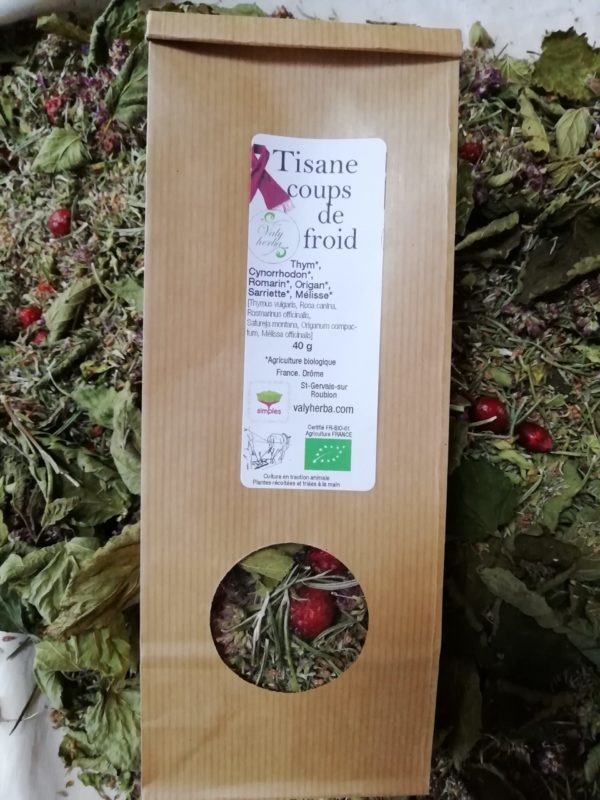 Tisane
coups
de
froid
Valy
herba
Thym*,
Cynorrhodon*,
Romarin*, Origan*,
Sarriette*, Mélisse*
[Thymus vulgaris, Rosa canina,
Rosmarinus officinalis,
Satureja montana, Origanum compac-
tum, Mélissa officinalis]
40 g
*Agriculture biologique
France. Drôme
St-Gervais-sur
Roubion
simples
valyherba.com
Certifié FR-BIO-01
Agriculture FRANCE
Culture en traction animale
Plantes récoltées et triées à la main